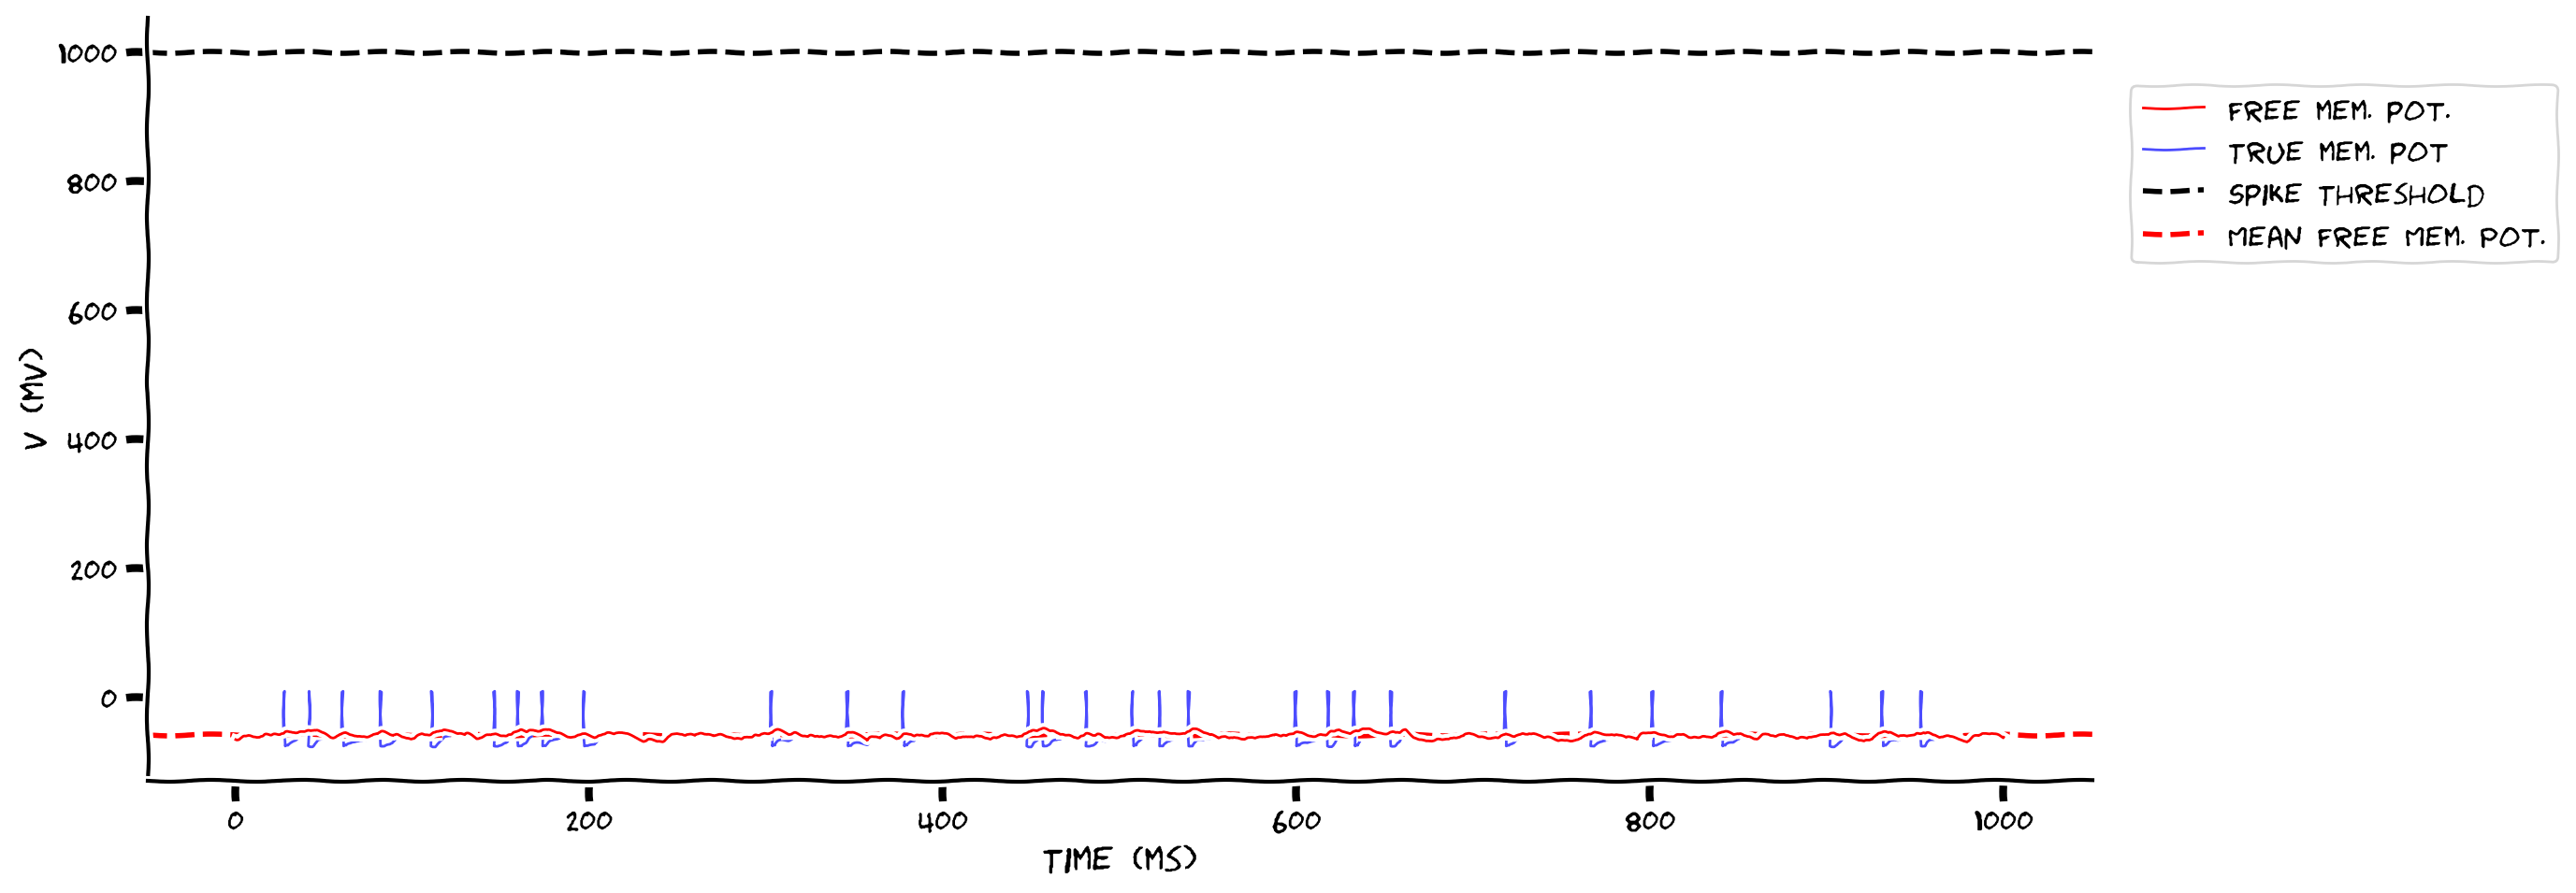 1000
800
600
400
200
0
V (MV)
0 200 400 600 800 1000
TIME (MS)
FREE MEM. POT.
TRUE MEM. POT
SPIKE THRESHOLD
MEAN FREE MEM. POT.